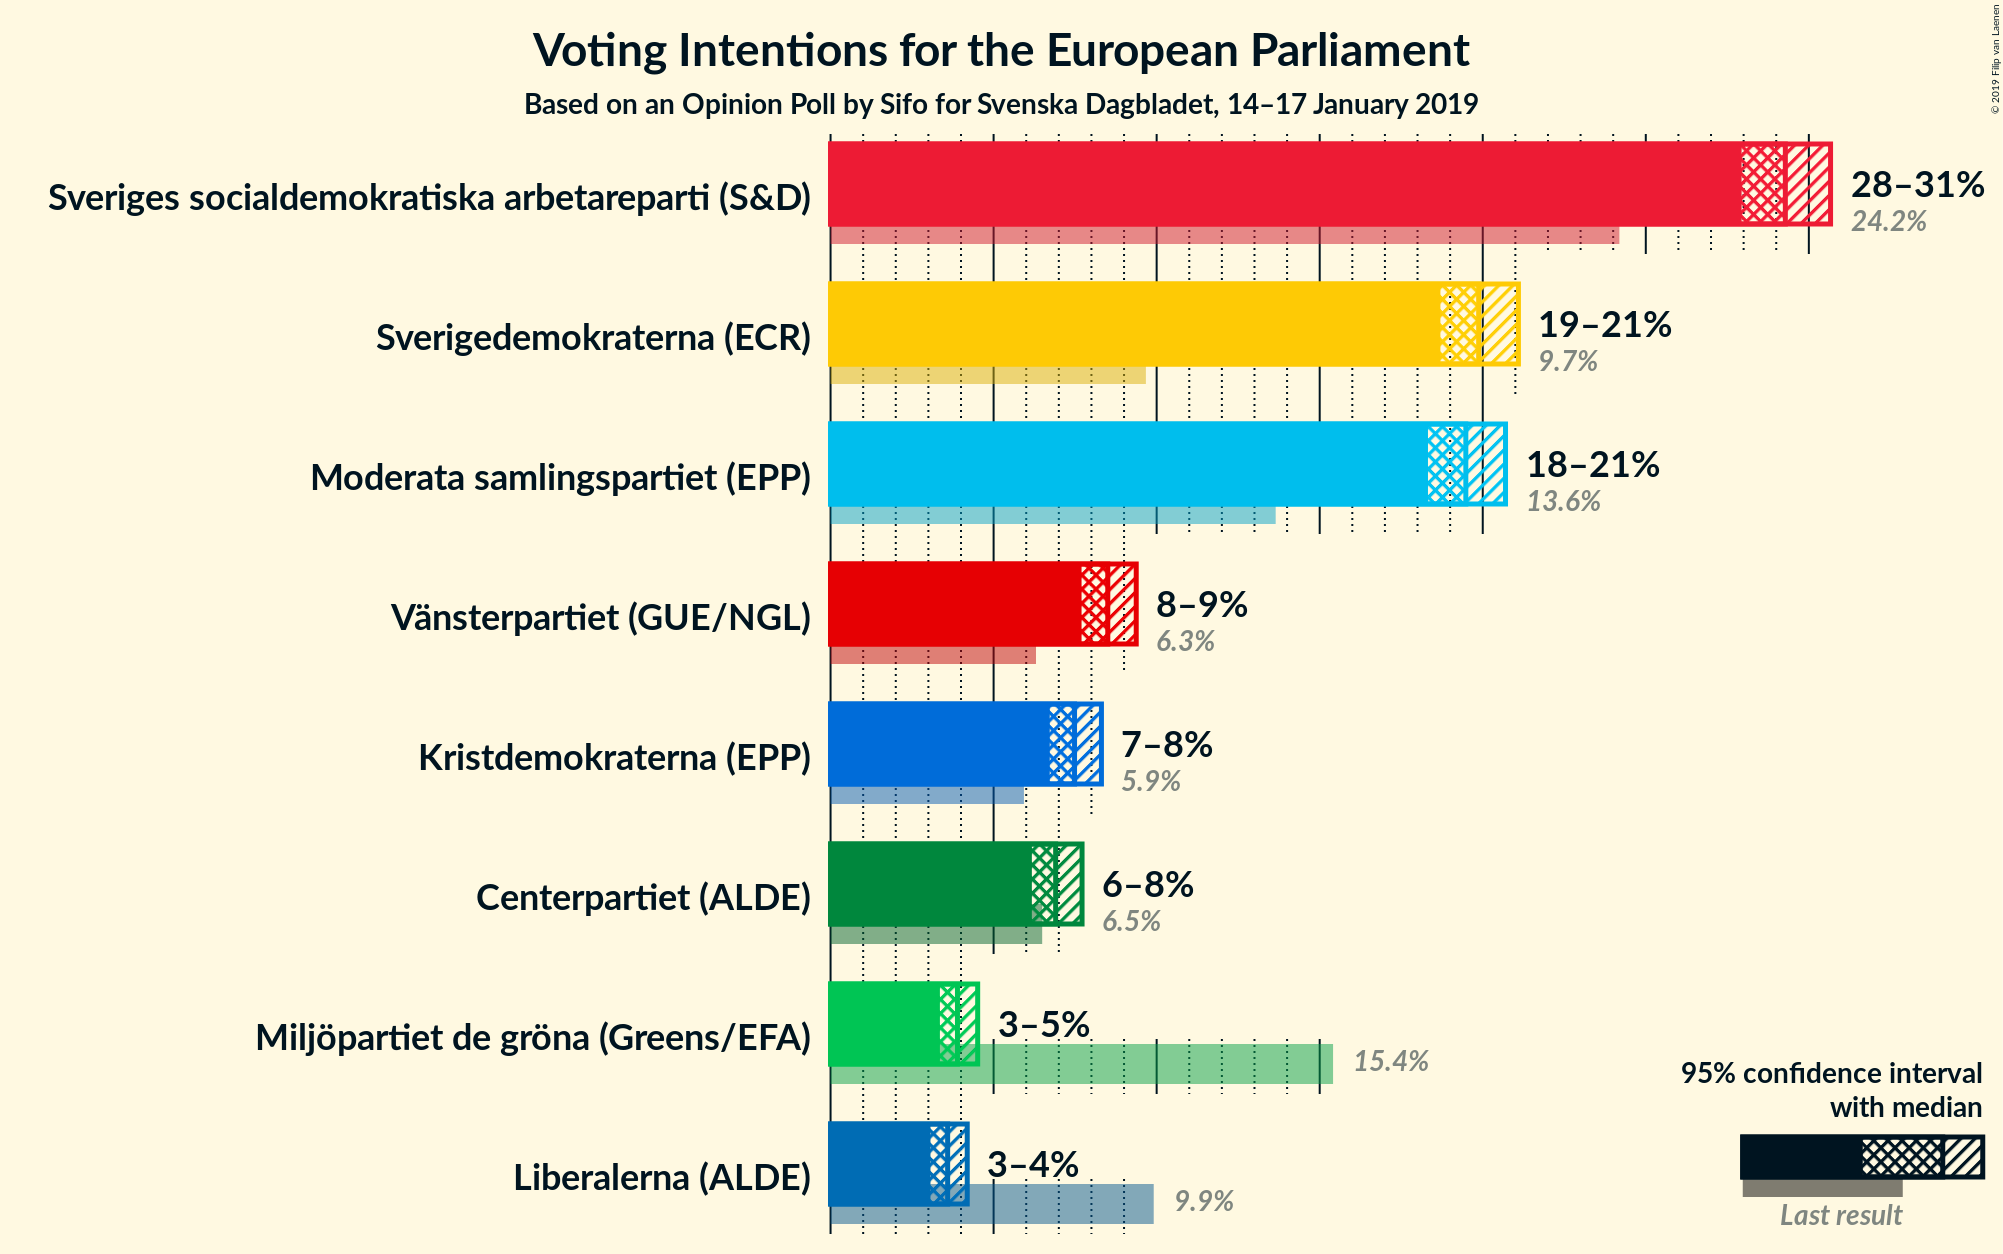 Voting Intentions for the European Parliament
Based on an Opinion Poll by Sifo for Svenska Dagbladet, 14–17 January 2019
© 2019 Filip van Laenen
Sveriges socialdemokratiska arbetareparti (S&D)
28–31%
24.2%
Sverigedemokraterna (ECR)
19–21%
9.7%
Moderata samlingspartiet (EPP)
18–21%
13.6%
Vänsterpartiet (GUE/NGL)
8–9%
6.3%
Kristdemokraterna (EPP)
7–8%
5.9%
Centerpartiet (ALDE)
6–8%
6.5%
Miljöpartiet de gröna (Greens/EFA)
3–5%
15.4%
Liberalerna (ALDE)
3–4%
9.9%
95% confidence interval
with median
Last result